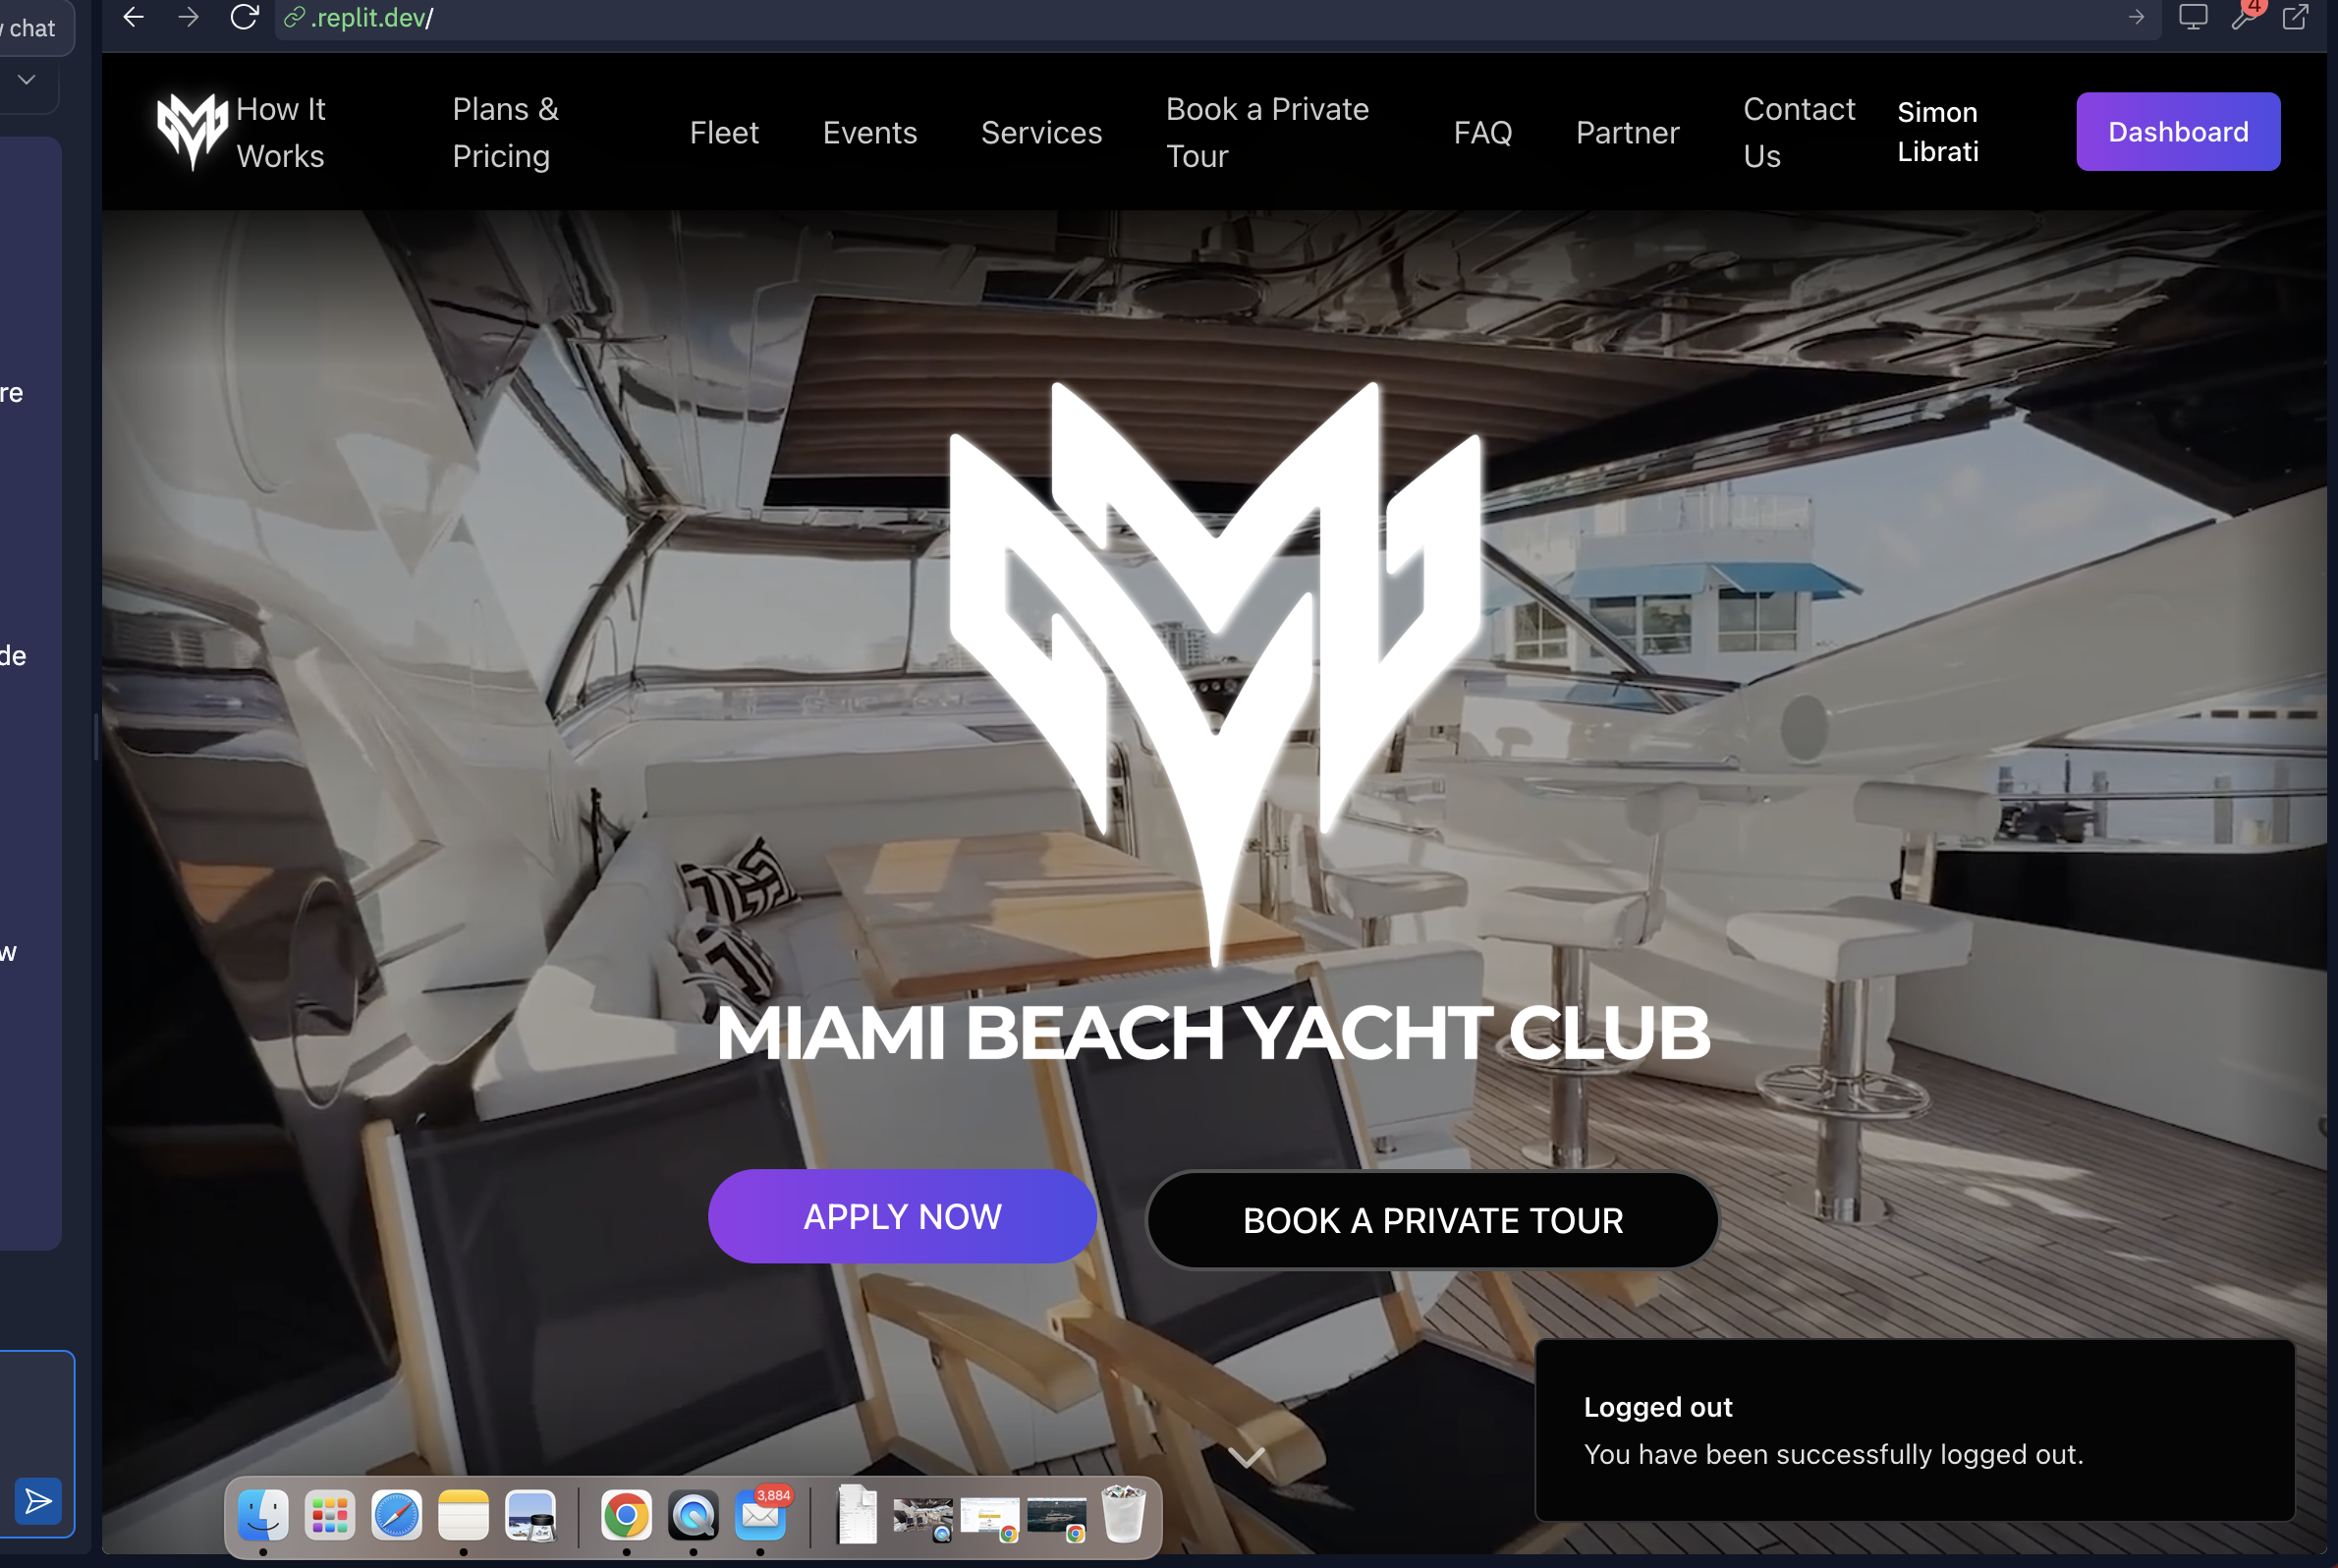 chat
.replit.dev/
4
How It
Works
Plans &
Pricing
Fleet
Events
Services
Book a Private
Tour
FAQ
Partner
Contact
Us
Simon
Librati
Dashboard
re
de
w
MIAMI BEACH YACHT CLUB
APPLY NOW
BOOK A PRIVATE TOUR
Logged out
You have been successfully logged out.
3,884